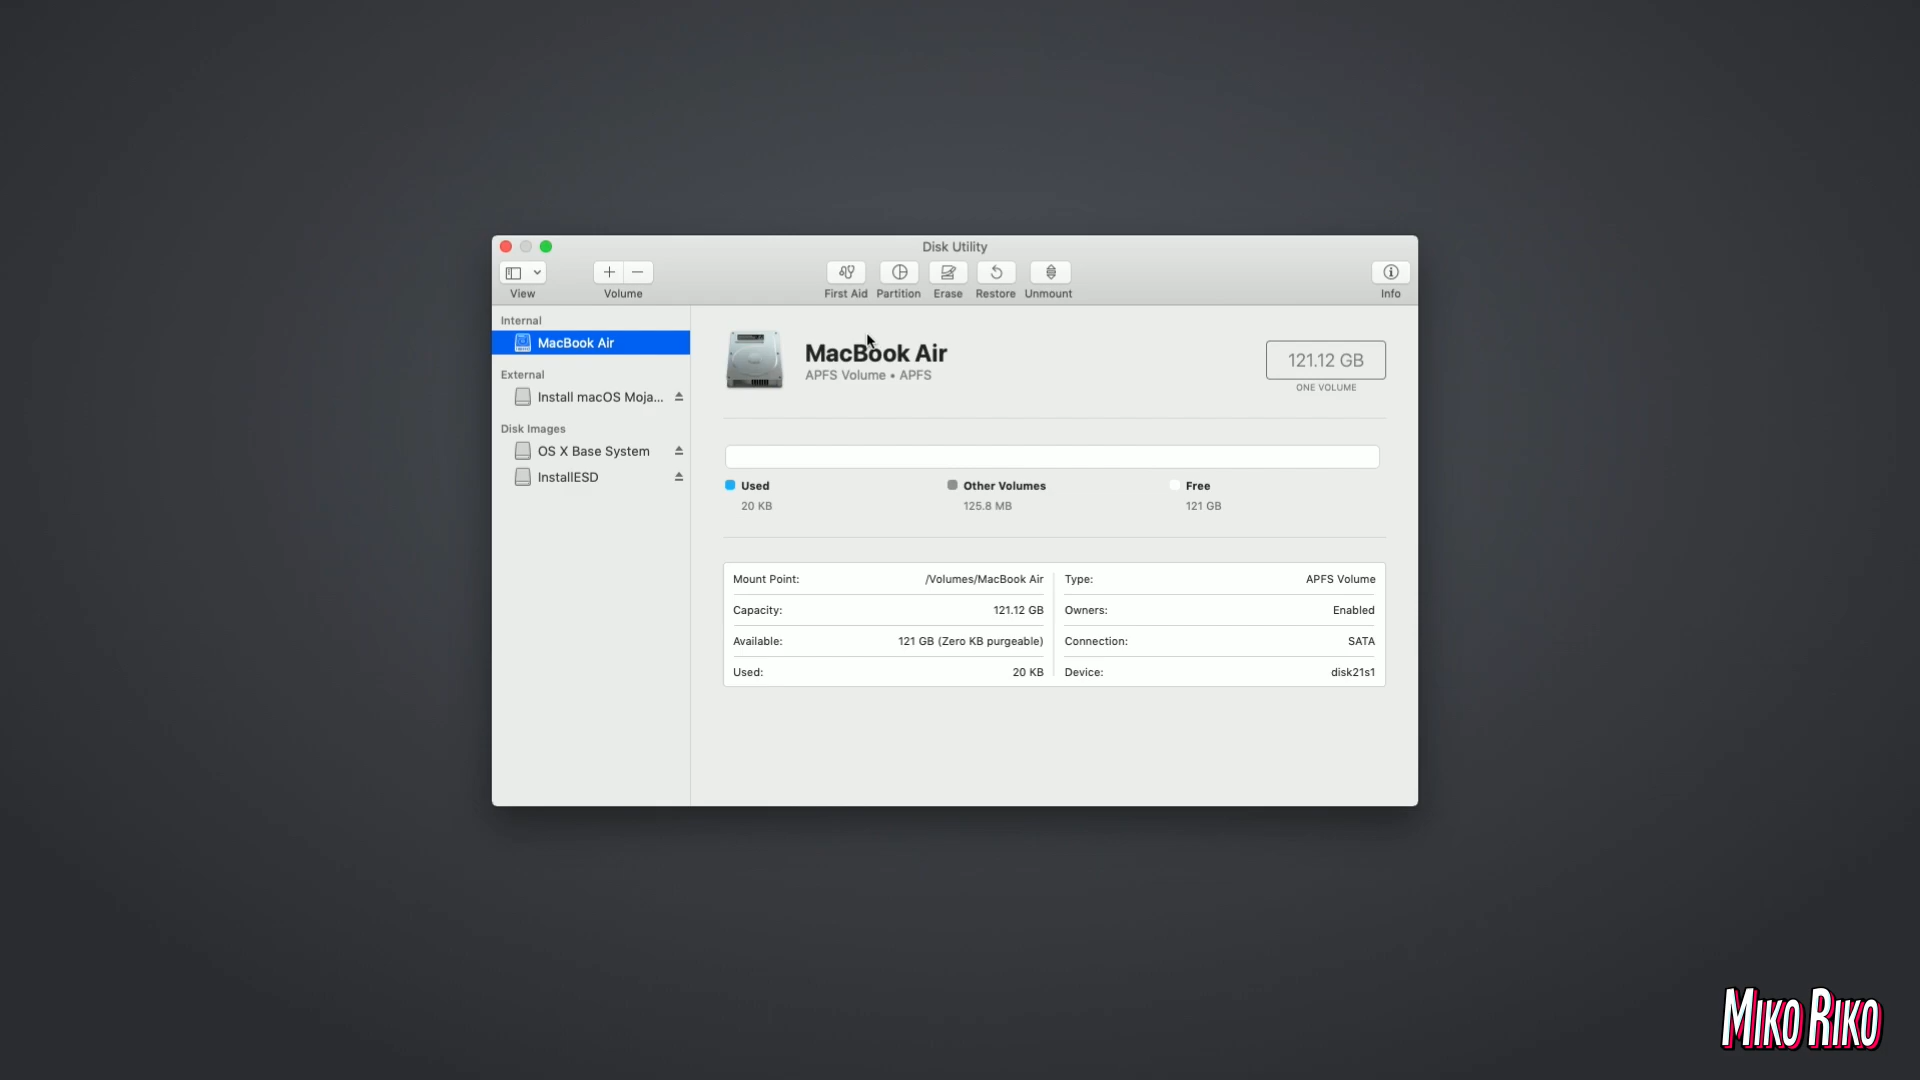 Disk Utility
View
Volume
First Aid
Partition
Erase
Restore
Unmount
Info
Internal
MacBook Air
External
Install macOS Moja...
Disk Images
OS X Base System
InstallESD
MacBook Air
APFS Volume • APFS
121.12 GB
ONE VOLUME
Used
20 KB
Other Volumes
125.8 MB
Free
121 GB
Mount Point: /Volumes/MacBook Air
Capacity: 121.12 GB
Available: 121 GB (Zero KB purgeable)
Used: 20 KB
Type: APFS Volume
Owners: Enabled
Connection: SATA
Device: disk21s1
MIKO RIKO